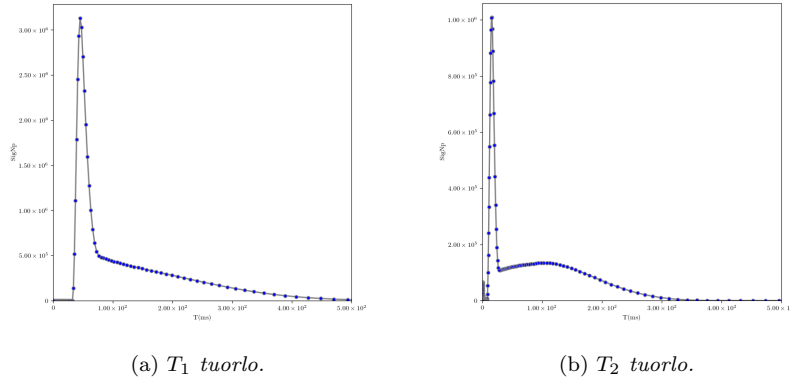 3.00 × 10⁶
2.50 × 10⁶
2.00 × 10⁶
1.50 × 10⁶
1.00 × 10⁶
5.00 × 10⁵
0
SigNp
0
1.00 × 10²
2.00 × 10²
3.00 × 10²
4.00 × 10²
5.00 × 10²
T(ms)
(a) T₁ tuorlo.
1.00 × 10⁶
8.00 × 10⁵
6.00 × 10⁵
4.00 × 10⁵
2.00 × 10⁵
0
SigNp
0
1.00 × 10²
2.00 × 10²
3.00 × 10²
4.00 × 10²
5.00 × 1
T(ms)
(b) T₂ tuorlo.